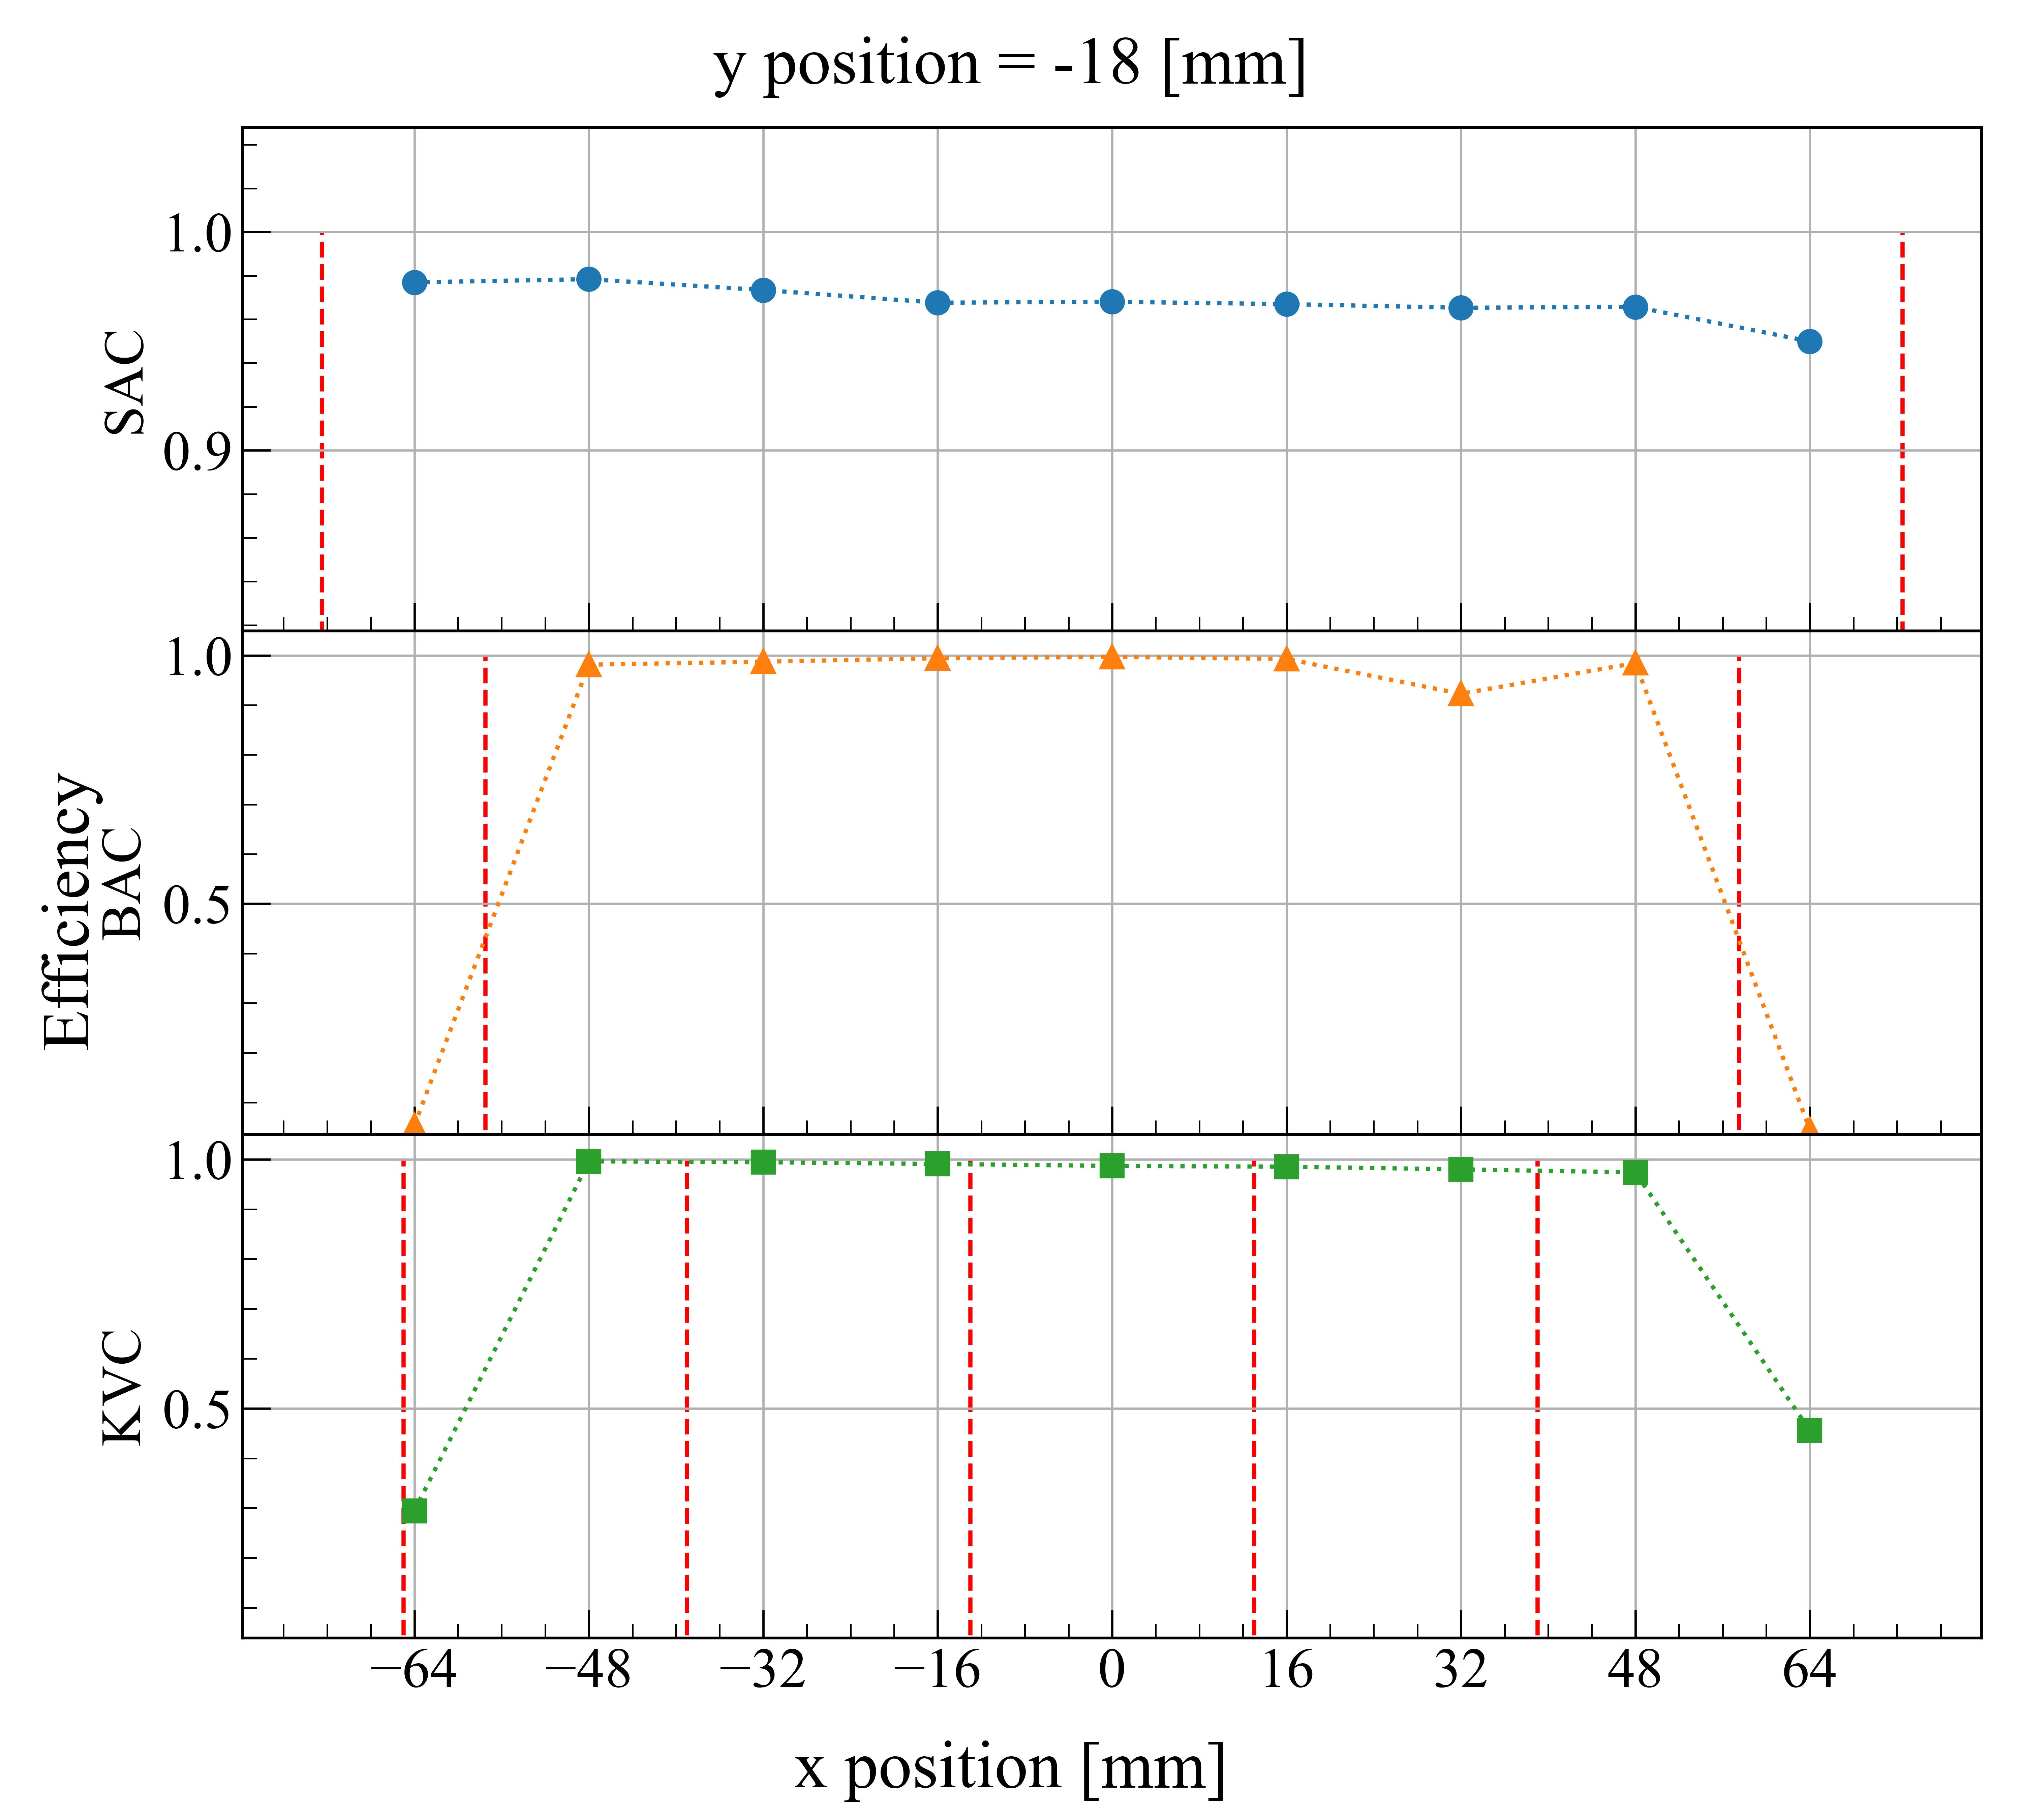 y position = -18 [mm]
1.0
0.9
SAC
1.0
0.5
BAC
Efficiency
1.0
0.5
KVC
−64 −48 −32 −16 0 16 32 48 64
x position [mm]